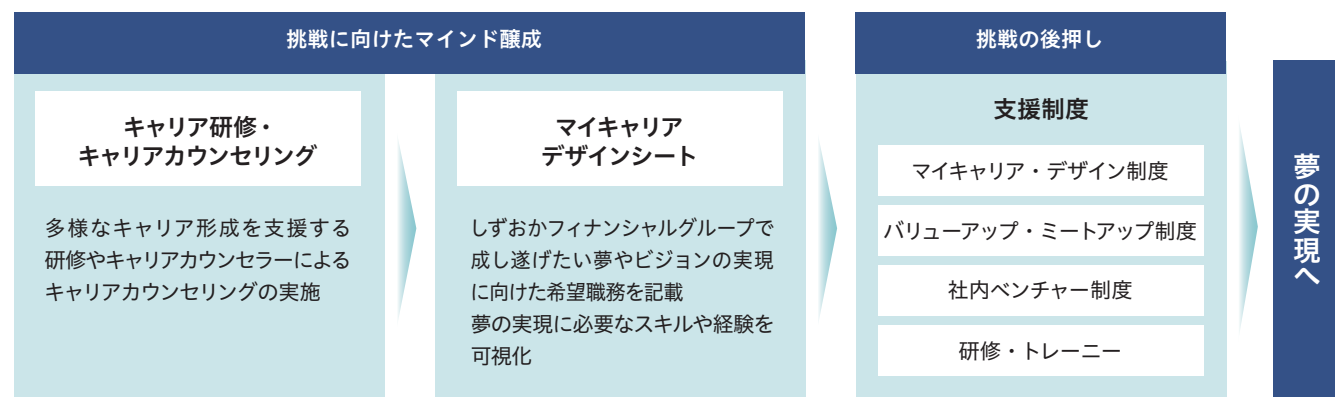 挑戦に向けたマインド醸成
キャリア研修・
キャリアカウンセリング
多様なキャリア形成を支援する
研修やキャリアカウンセラーによる
キャリアカウンセリングの実施
マイキャリア
デザインシート
しずおかフィナンシャルグループで
成し遂げたい夢やビジョンの実現
に向けた希望職務を記載
夢の実現に必要なスキルや経験を
可視化
挑戦の後押し
支援制度
マイキャリア・デザイン制度
バリューアップ・ミートアップ制度
社内ベンチャー制度
研修・トレーニー
夢の実現へ